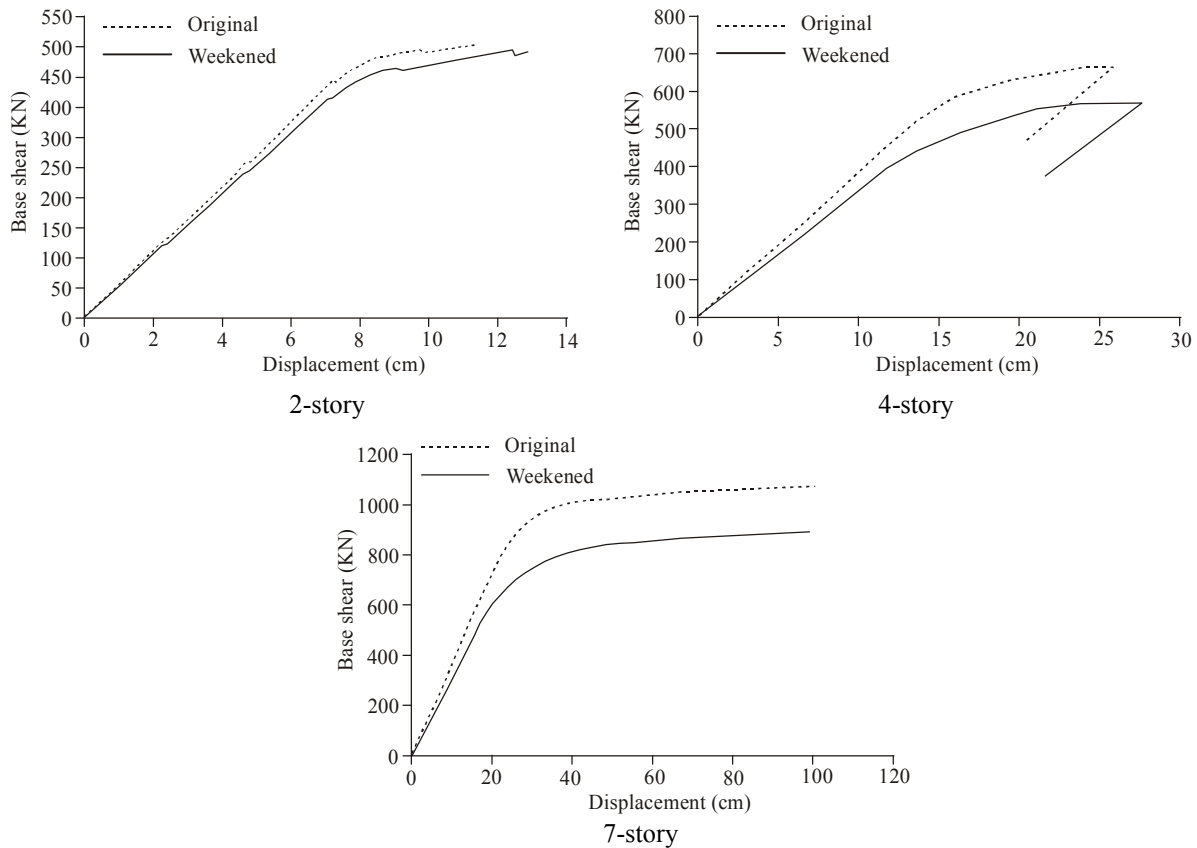 550
500
450
400
350
300
250
200
150
100
50
0
Base shear (KN)
Original
Weekened
0 2 4 6 8 10 12 14
Displacement (cm)
2-story
800
700
600
500
400
300
200
100
0
Base shear (KN)
Original
Weekened
0 5 10 15 20 25 30
Displacement (cm)
4-story
1200
1000
800
600
400
200
0
Base shear (KN)
Original
Weekened
0 20 40 60 80 100 120
Displacement (cm)
7-story